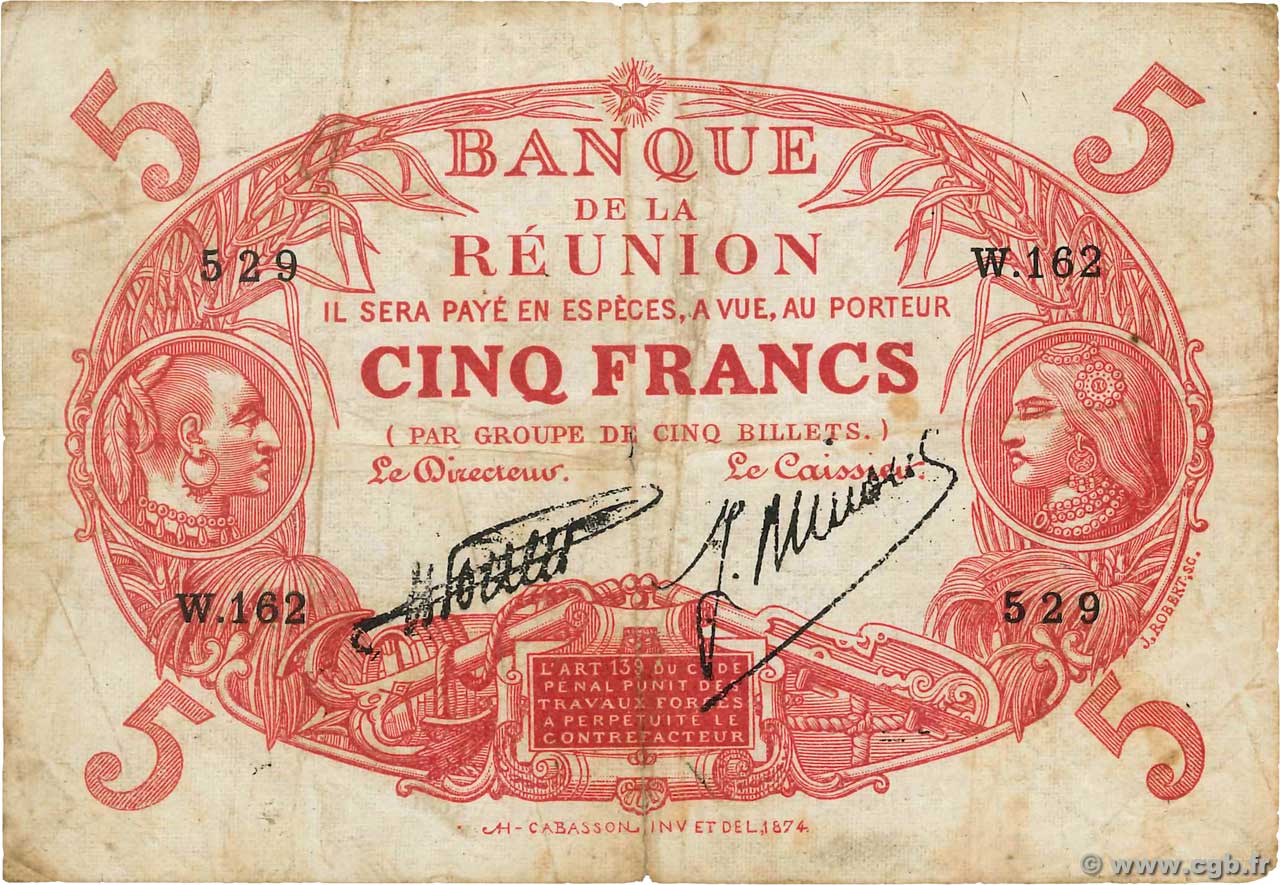 5 5
BANQUE
DE LA
RÉUNION
529 W.162
IL SERA PAYÉ EN ESPÈCES, A VUE, AU PORTEUR
CINQ FRANCS
( PAR GROUPE DE CINQ BILLETS. )
Le Directeur. Le Caissier.
W.162 529
J. ROBERT. SC.
L'ART 139 DU CODE
PENAL PUNIT DES
TRAVAUX FORCES
A PERPÉTUITÉ LE
CONTREFACTEUR
5 5
H- CABASSON, INV ET DEL, 1874.
© www.cgb.fr